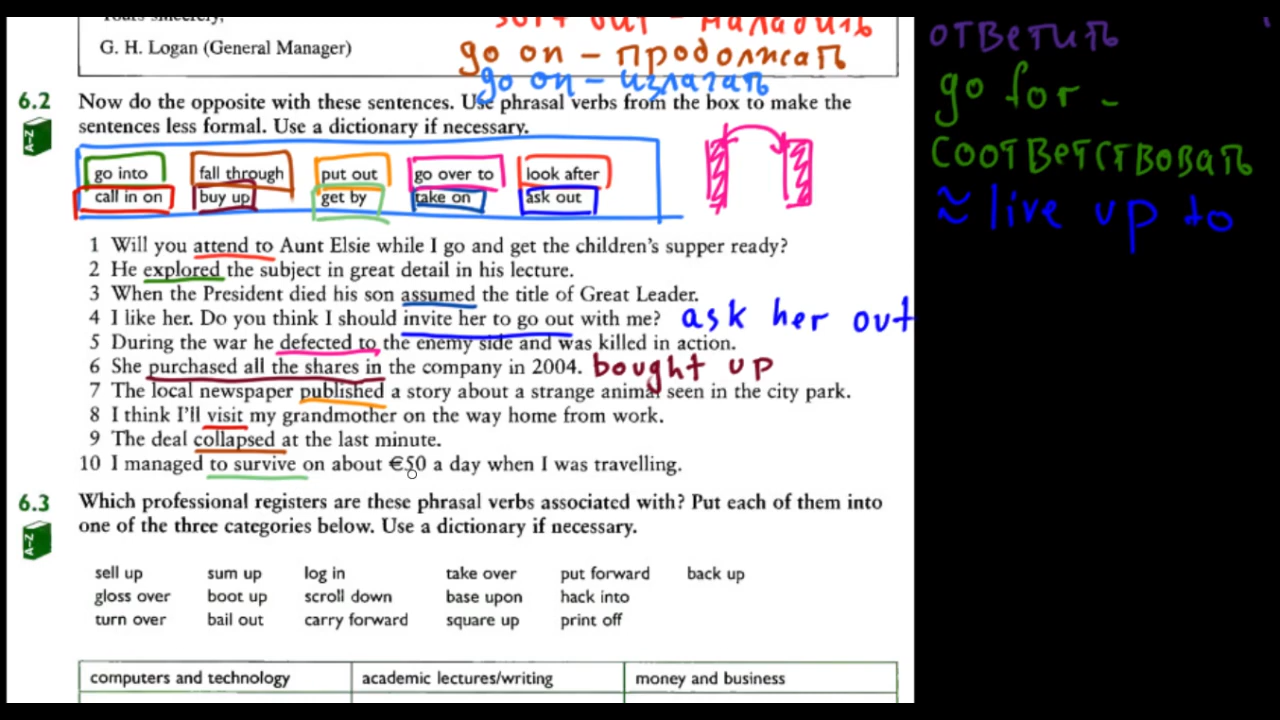 Yours sincerely,
G. H. Logan (General Manager)
sort out – наладить
go on – продолжать
go on – излагать
ответить
go for –
соответствовать
≈ live up to
6.2 Now do the opposite with these sentences. Use phrasal verbs from the box to make the
sentences less formal. Use a dictionary if necessary.
A–Z
go into fall through put out go over to look after
call in on buy up get by take on ask out
1 Will you attend to Aunt Elsie while I go and get the children's supper ready?
2 He explored the subject in great detail in his lecture.
3 When the President died his son assumed the title of Great Leader.
4 I like her. Do you think I should invite her to go out with me? ask her out
5 During the war he defected to the enemy side and was killed in action.
6 She purchased all the shares in the company in 2004. bought up
7 The local newspaper published a story about a strange animal seen in the city park.
8 I think I'll visit my grandmother on the way home from work.
9 The deal collapsed at the last minute.
10 I managed to survive on about €50 a day when I was travelling.
6.3 Which professional registers are these phrasal verbs associated with? Put each of them into
one of the three categories below. Use a dictionary if necessary.
A–Z
sell up sum up log in take over put forward back up
gloss over boot up scroll down base upon hack into
turn over bail out carry forward square up print off
computers and technology academic lectures/writing money and business